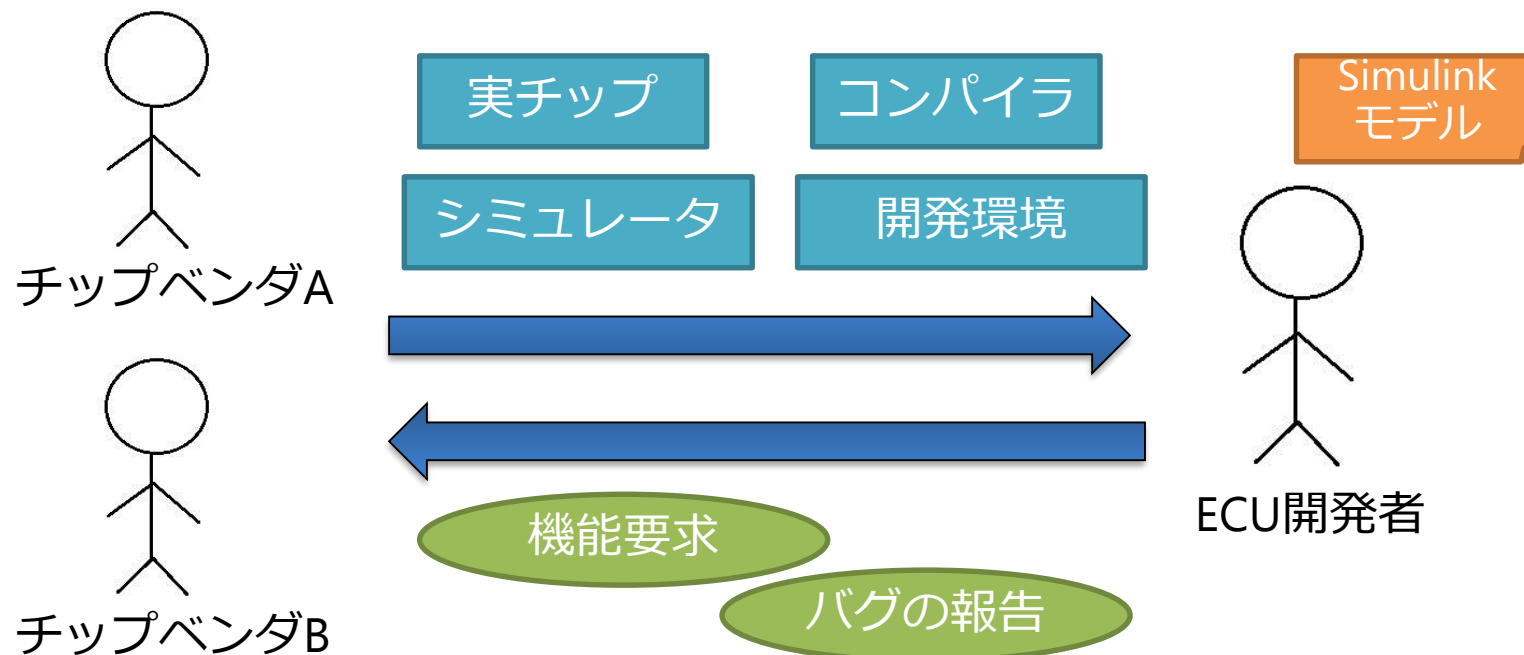 実チップ
コンパイラ
Simulink
モデル
シミュレータ
開発環境
チップベンダA
機能要求
ECU開発者
バグの報告
チップベンダB